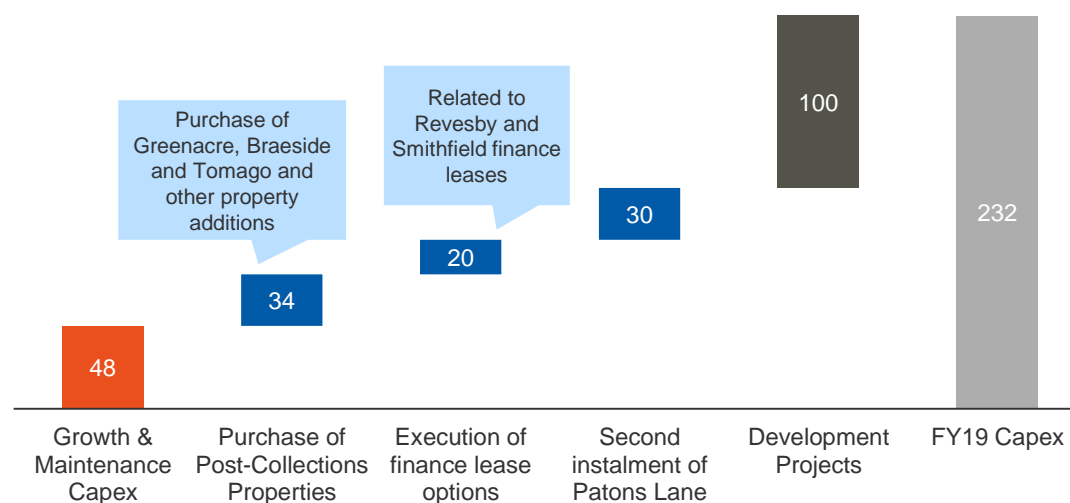 100
Related to
Revesby and
Smithfield finance
leases
Purchase of
Greenacre, Braeside
and Tomago and
other property
additions
30
232
20
34
48
Growth &
Maintenance
Capex
Purchase of
Post-Collections
Properties
Execution of
finance lease
options
Second
instalment of
Patons Lane
Development
Projects
FY19 Capex